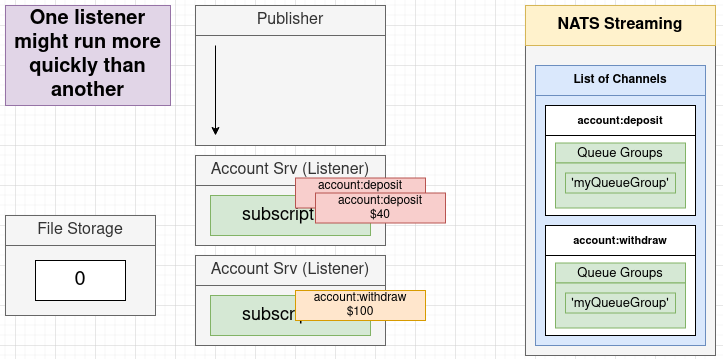 One listener
might run more
quickly than
another
Publisher
Account Srv (Listener)
subscript
account:deposit
account:deposit
$40
File Storage
0
Account Srv (Listener)
subscr
account:withdraw
$100
NATS Streaming
List of Channels
account:deposit
Queue Groups
'myQueueGroup'
account:withdraw
Queue Groups
'myQueueGroup'